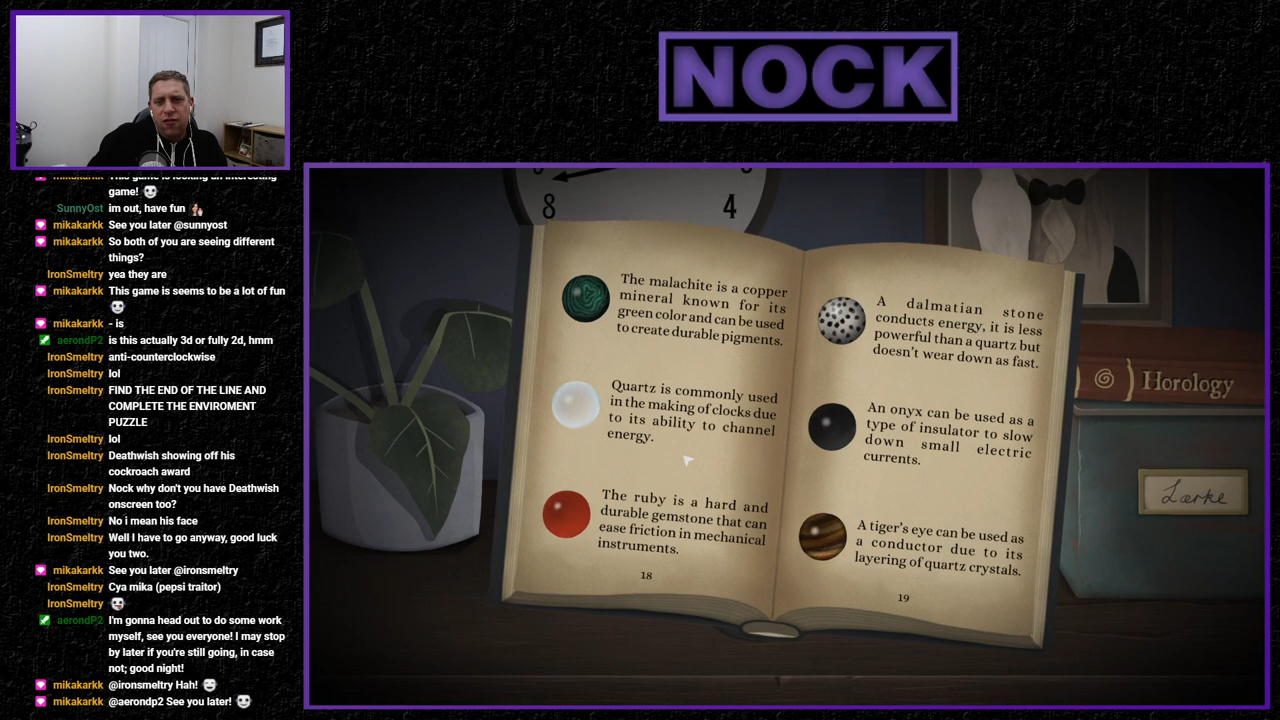 NOCK
mikakarkk This game is looking an interesting
game!
SunnyOst im out, have fun
mikakarkk See you later @sunnyost
mikakarkk So both of you are seeing different
things?
IronSmeltry yea they are
mikakarkk This game is seems to be a lot of fun
mikakarkk - is
aerondP2 is this actually 3d or fully 2d, hmm
IronSmeltry anti-counterclockwise
IronSmeltry lol
IronSmeltry FIND THE END OF THE LINE AND
COMPLETE THE ENVIROMENT
PUZZLE
IronSmeltry lol
IronSmeltry Deathwish showing off his
cockroach award
IronSmeltry Nock why don't you have Deathwish
onscreen too?
IronSmeltry No i mean his face
IronSmeltry Well I have to go anyway, good luck
you two.
mikakarkk See you later @ironsmeltry
IronSmeltry Cya mika (pepsi traitor)
IronSmeltry
aerondP2 I'm gonna head out to do some work
myself, see you everyone! I may stop
by later if you're still going, in case
not; good night!
mikakarkk @ironsmeltry Hah!
mikakarkk @aerondp2 See you later!
8 4
The malachite is a copper
mineral known for its
green color and can be used
to create durable pigments.
Quartz is commonly used
in the making of clocks due
to its ability to channel
energy.
The ruby is a hard and
durable gemstone that can
ease friction in mechanical
instruments.
18
A dalmatian stone
conducts energy, it is less
powerful than a quartz but
doesn't wear down as fast.
An onyx can be used as a
type of insulator to slow
down small electric
currents.
A tiger's eye can be used as
a conductor due to its
layering of quartz crystals.
19
Horology
Lærke